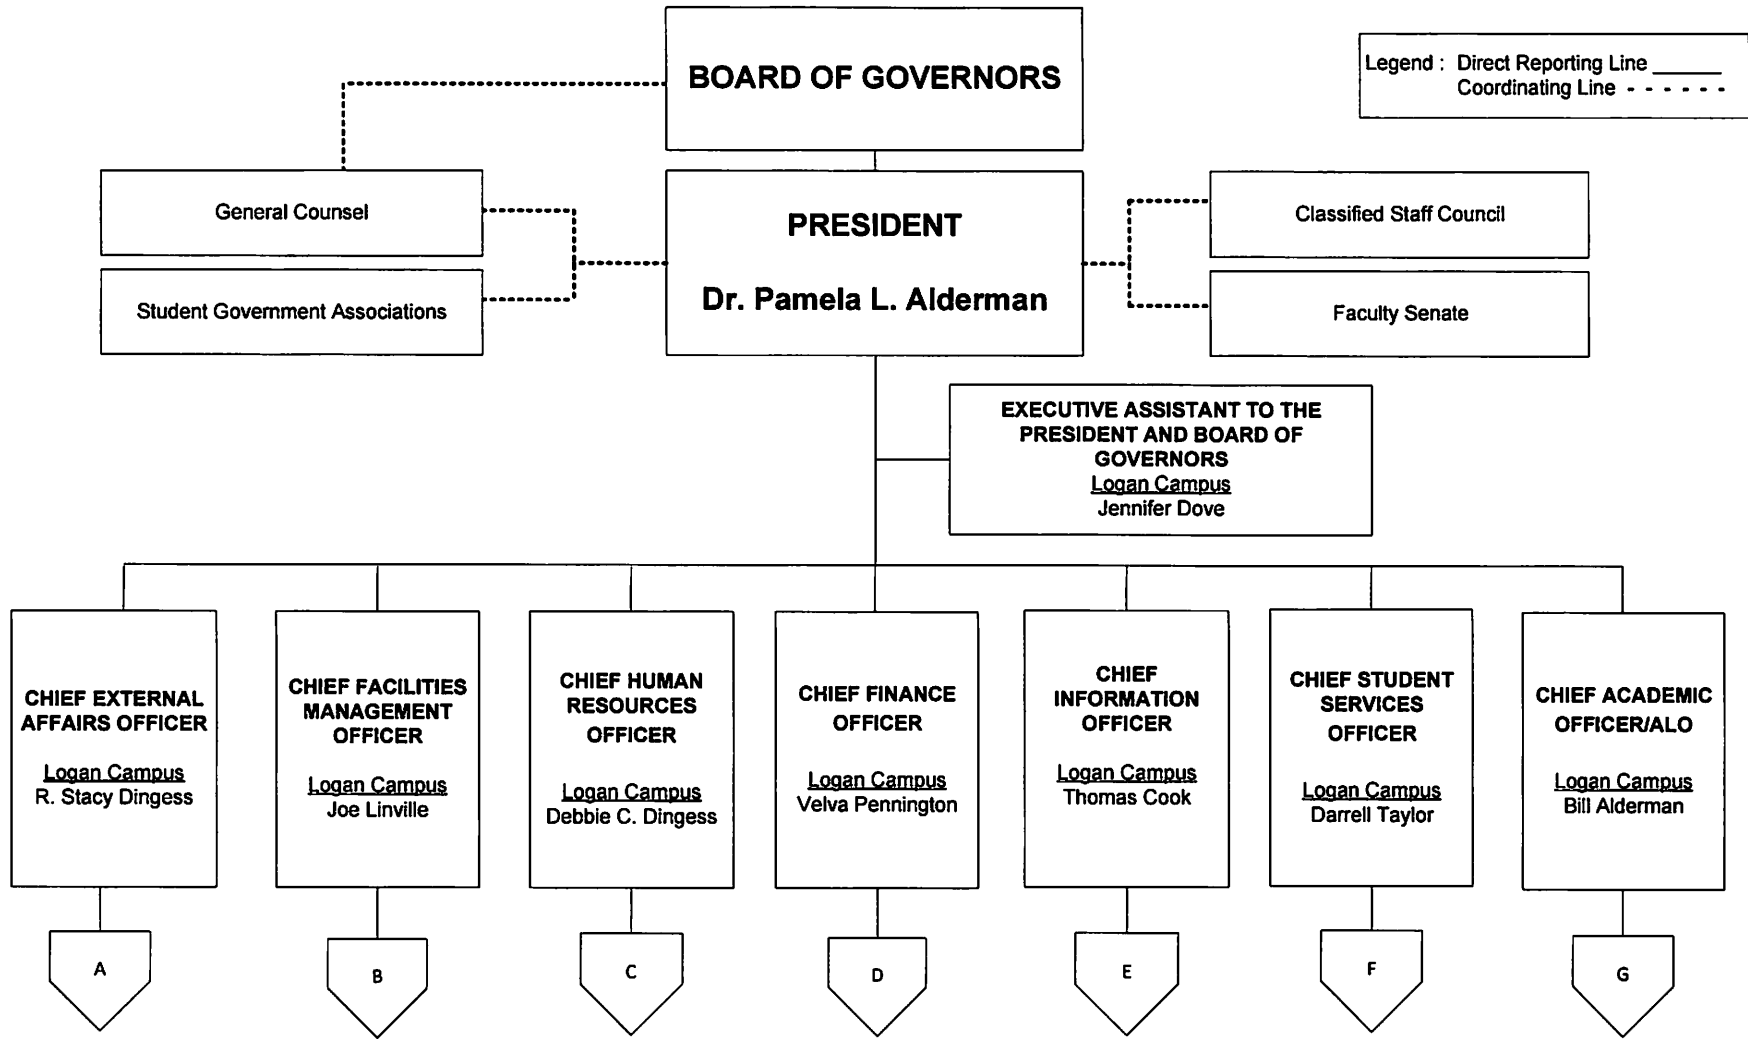 BOARD OF GOVERNORS
Legend : Direct Reporting Line ______
Coordinating Line - - - - - -
General Counsel
Student Government Associations
PRESIDENT
Dr. Pamela L. Alderman
Classified Staff Council
Faculty Senate
EXECUTIVE ASSISTANT TO THE
PRESIDENT AND BOARD OF
GOVERNORS
Logan Campus
Jennifer Dove
CHIEF EXTERNAL
AFFAIRS OFFICER
Logan Campus
R. Stacy Dingess
CHIEF FACILITIES
MANAGEMENT
OFFICER
Logan Campus
Joe Linville
CHIEF HUMAN
RESOURCES
OFFICER
Logan Campus
Debbie C. Dingess
CHIEF FINANCE
OFFICER
Logan Campus
Velva Pennington
CHIEF
INFORMATION
OFFICER
Logan Campus
Thomas Cook
CHIEF STUDENT
SERVICES
OFFICER
Logan Campus
Darrell Taylor
CHIEF ACADEMIC
OFFICER/ALO
Logan Campus
Bill Alderman
A
B
C
D
E
F
G